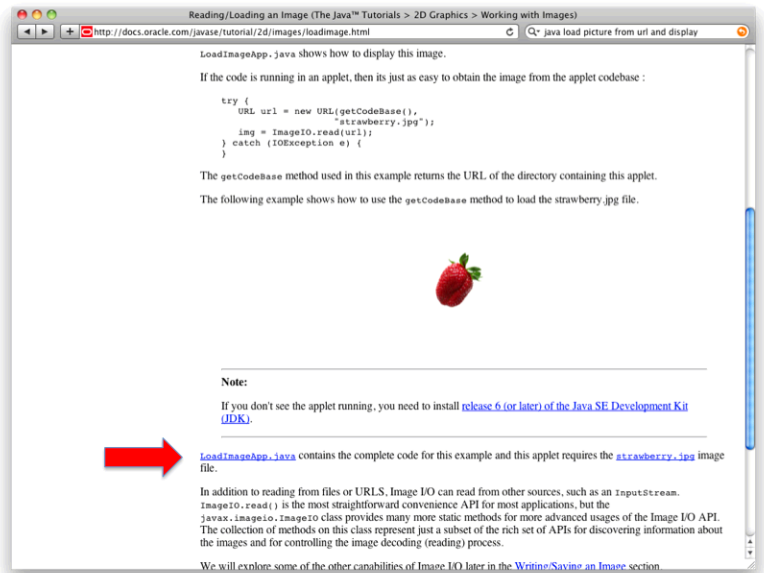 Reading/Loading an Image (The Java™ Tutorials > 2D Graphics > Working with Images)
http://docs.oracle.com/javase/tutorial/2d/images/loadimage.html
java load picture from url and display
LoadImageApp.java shows how to display this image.
If the code is running in an applet, then its just as easy to obtain the image from the applet codebase :
try {
URL url = new URL(getCodeBase(),
"strawberry.jpg");
img = ImageIO.read(url);
} catch (IOException e) {
}
The getCodeBase method used in this example returns the URL of the directory containing this applet.
The following example shows how to use the getCodeBase method to load the strawberry.jpg file.
Note:
If you don't see the applet running, you need to install release 6 (or later) of the Java SE Development Kit
(JDK).
LoadImageApp.java contains the complete code for this example and this applet requires the strawberry.jpg image
file.
In addition to reading from files or URLS, Image I/O can read from other sources, such as an InputStream.
ImageIO.read() is the most straightforward convenience API for most applications, but the
javax.imageio.ImageIO class provides many more static methods for more advanced usages of the Image I/O API.
The collection of methods on this class represent just a subset of the rich set of APIs for discovering information about
the images and for controlling the image decoding (reading) process.
We will explore some of the other capabilities of Image I/O later in the Writing/Saving an Image section.